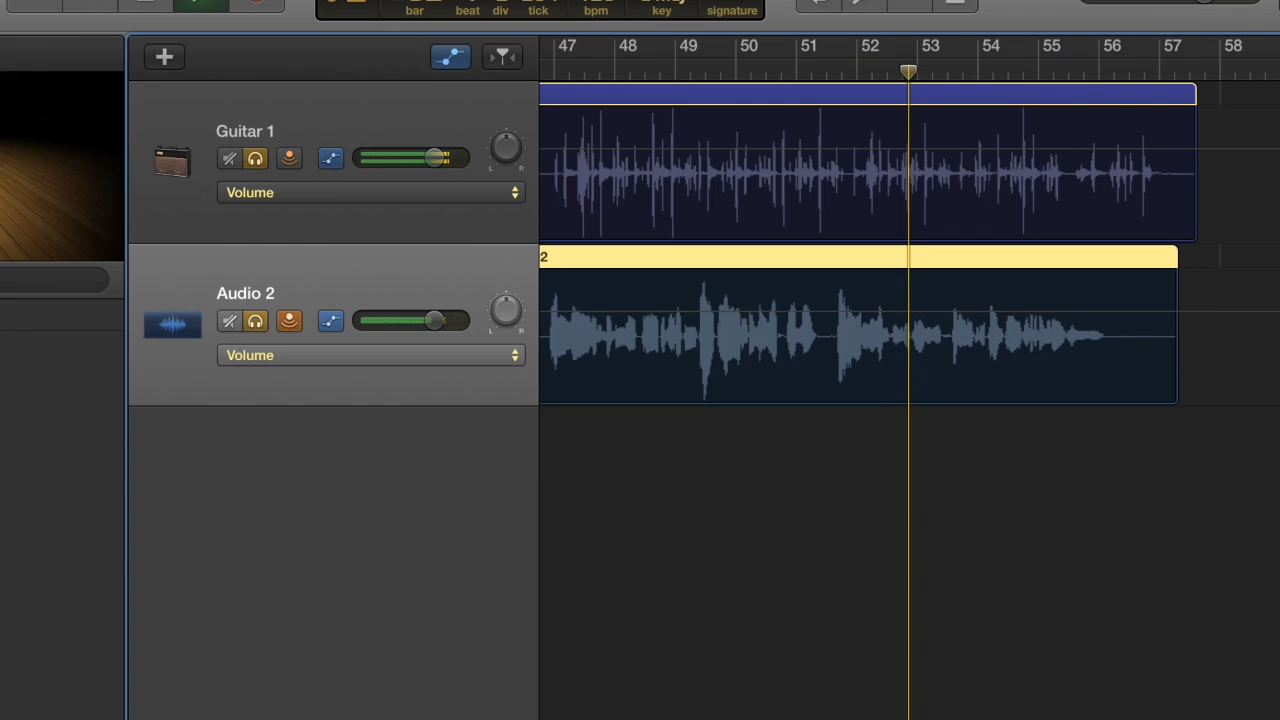 bar beat div tick bpm key signature
47 48 49 50 51 52 53 54 55 56 57 58
Guitar 1
L R
Volume
2
Audio 2
L R
Volume